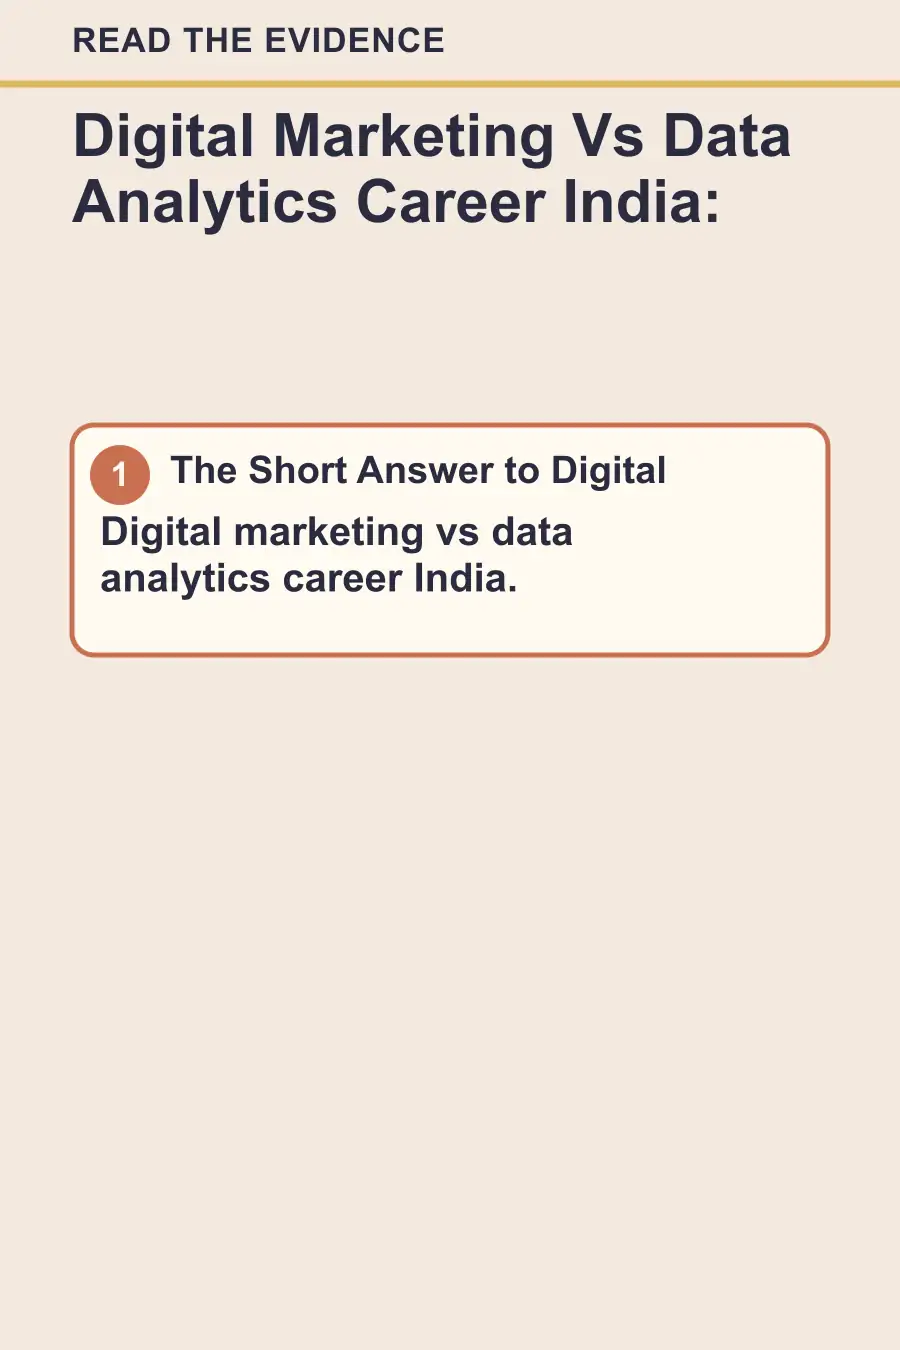 READ THE EVIDENCE
Digital Marketing Vs Data
Analytics Career India:
1 The Short Answer to Digital
Digital marketing vs data
analytics career India.